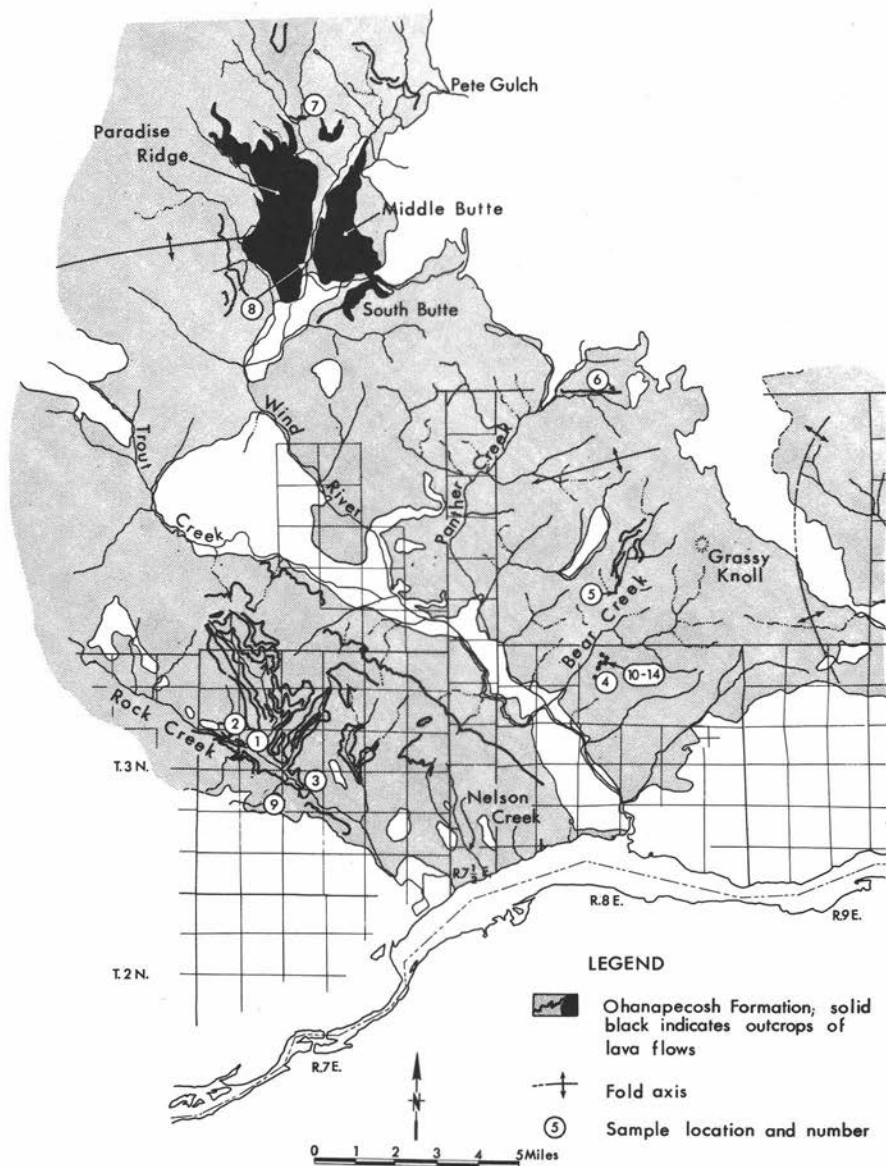 Pete Gulch
7
Paradise
Ridge
Middle Butte
8
South Butte
6
Trout
Creek
Wind
River
Panther
Creek
Grassy
Knoll
5
Bear Creek
4
10-14
Rock Creek
2
1
3
9
T.3 N.
Nelson
Creek
R.7½ E.
R.8 E.
R.9 E.
T.2 N.
R.7 E.
LEGEND
Ohanapecosh Formation; solid
black indicates outcrops of
lava flows
Fold axis
5 Sample location and number
N
0 1 2 3 4 5 Miles